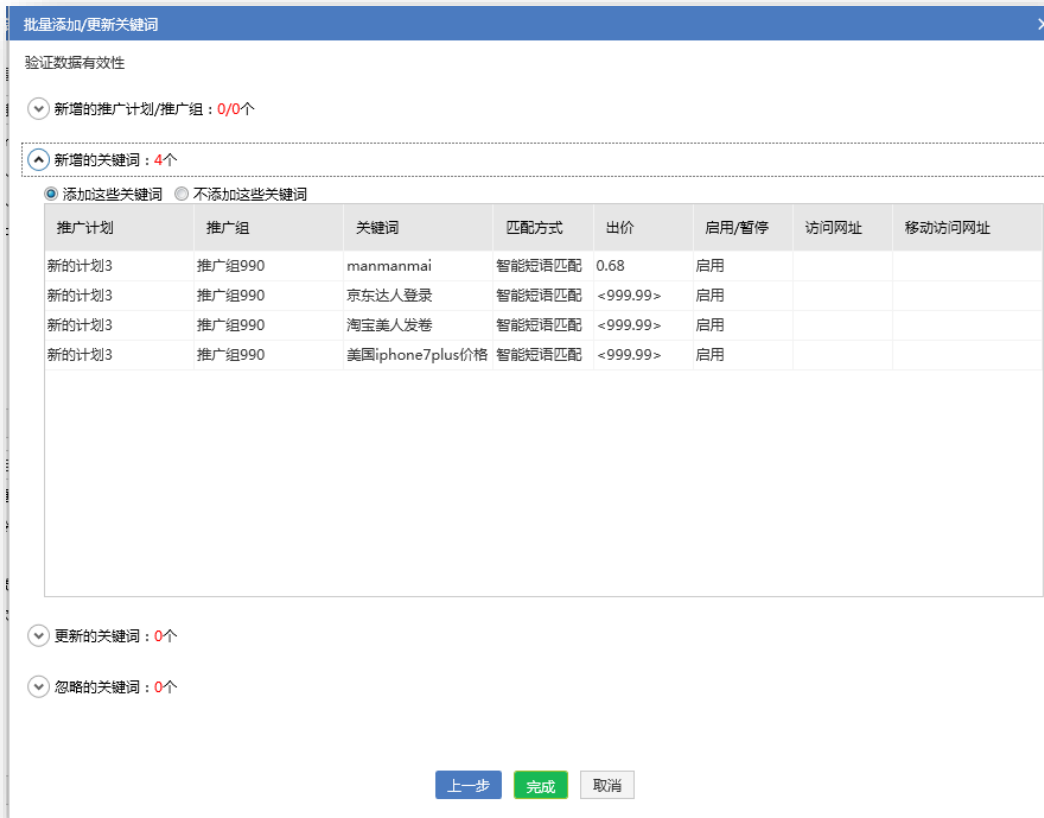 批量添加/更新关键词
验证数据有效性
新增的推广计划/推广组：0/0个
新增的关键词：4个
添加这些关键词 不添加这些关键词
推广计划 推广组 关键词 匹配方式 出价 启用/暂停 访问网址 移动访问网址
新的计划3 推广组990 manmanmai 智能短语匹配 0.68 启用
新的计划3 推广组990 京东达人登录 智能短语匹配 <999.99> 启用
新的计划3 推广组990 淘宝美人发卷 智能短语匹配 <999.99> 启用
新的计划3 推广组990 美国iphone7plus价格 智能短语匹配 <999.99> 启用
更新的关键词：0个
忽略的关键词：0个
上一步 完成 取消